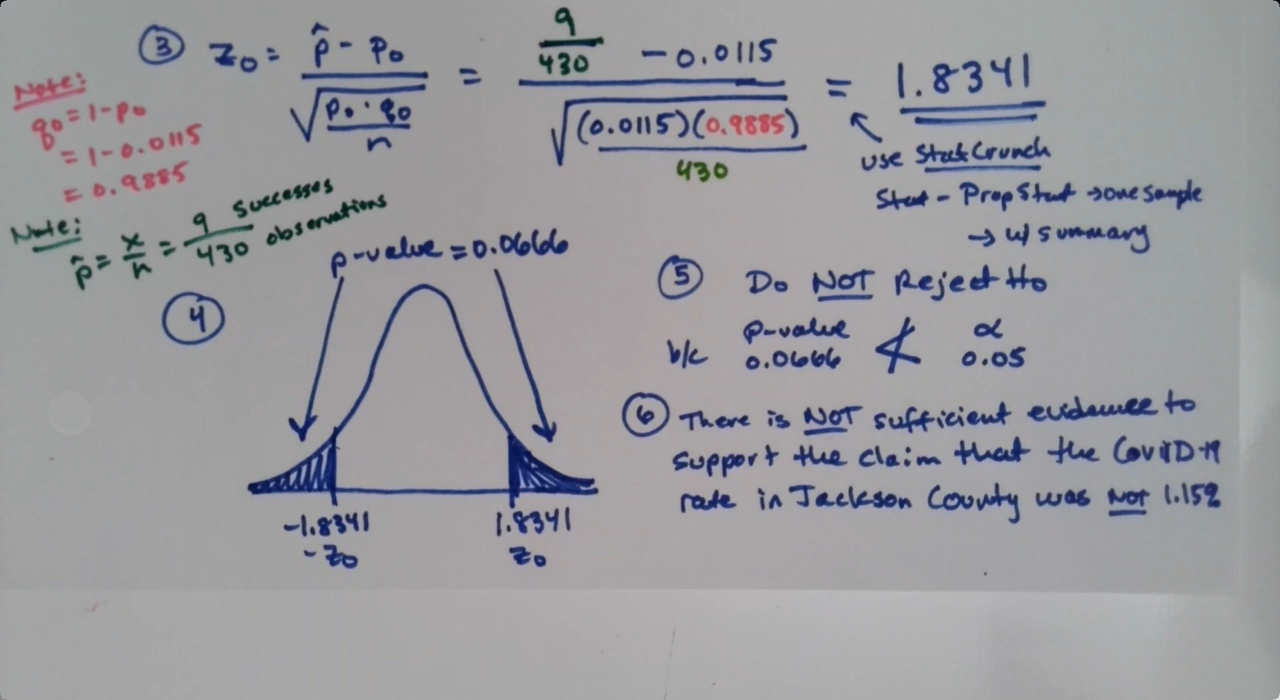 ③ z₀ = p̂ - p₀ / √(p₀ · q₀ / n) = 9/430 - 0.0115 / √((0.0115)(0.9885) / 430) = 1.8341
Note:
q₀ = 1 - p₀
= 1 - 0.0115
= 0.9885
use StatCrunch
Stat - Prop Stat → one sample
→ w/ summary
Note:
p̂ = x/n = 9 successes / 430 observations
④
p-value = 0.0666
-1.8341
-z₀
1.8341
z₀
⑤ Do NOT Reject Ho
b/c p-value 0.0666 ≮ α 0.05
⑥ There is NOT sufficient evidence to
support the claim that the CoviD-19
rate in Jackson County was NOT 1.15%